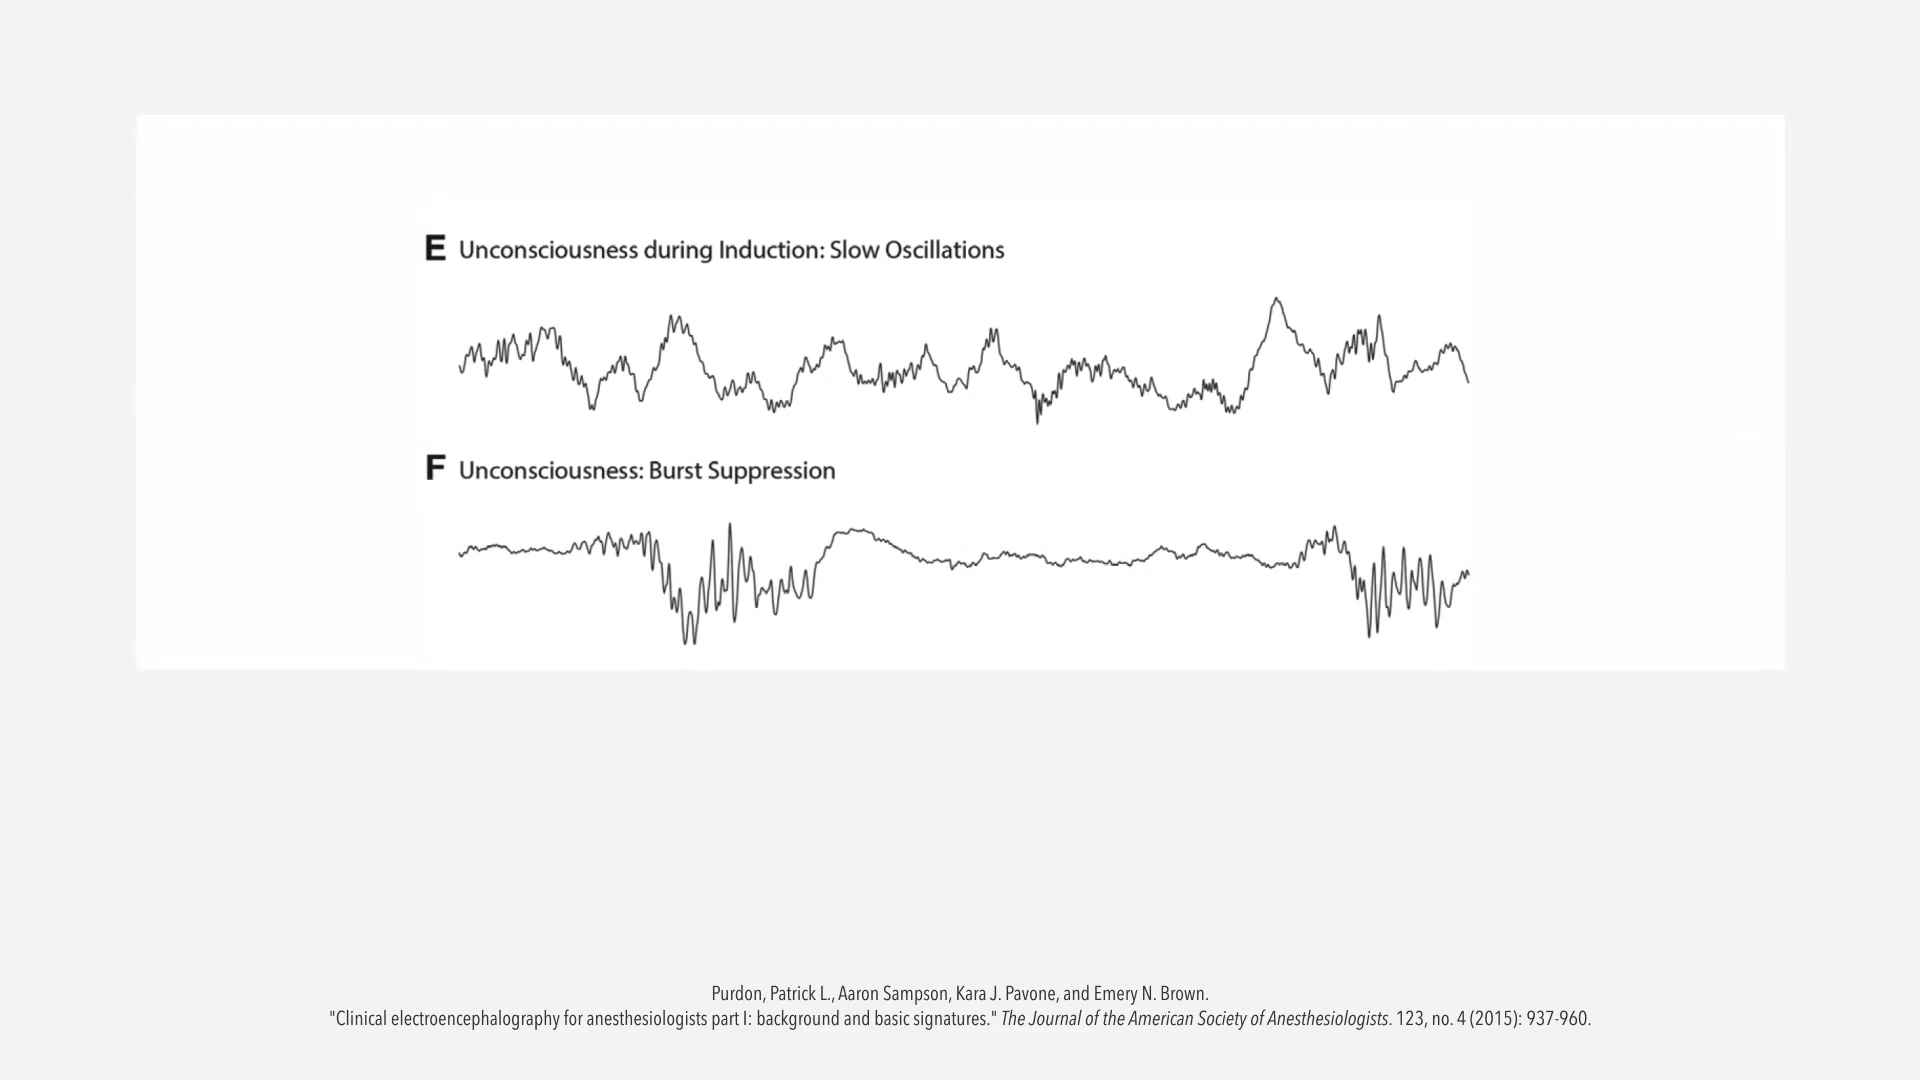 E Unconsciousness during Induction: Slow Oscillations
F Unconsciousness: Burst Suppression
Purdon, Patrick L., Aaron Sampson, Kara J. Pavone, and Emery N. Brown.
"Clinical electroencephalography for anesthesiologists part I: background and basic signatures." The Journal of the American Society of Anesthesiologists. 123, no. 4 (2015): 937-960.